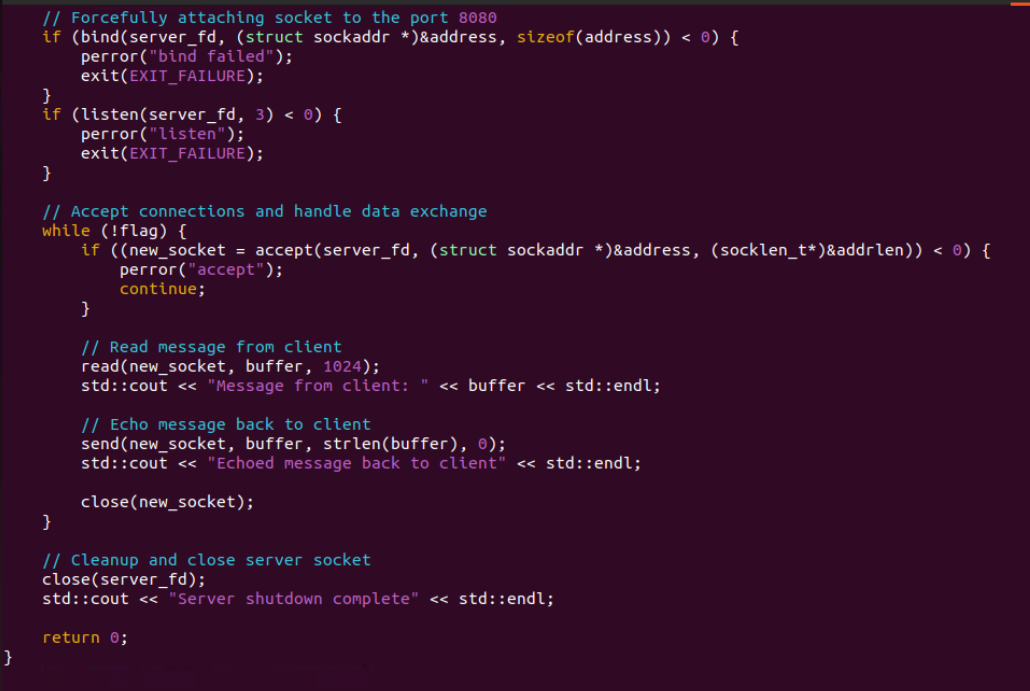 // Forcefully attaching socket to the port 8080
if (bind(server_fd, (struct sockaddr *)&address, sizeof(address)) < 0) {
perror("bind failed");
exit(EXIT_FAILURE);
}
if (listen(server_fd, 3) < 0) {
perror("listen");
exit(EXIT_FAILURE);
}
// Accept connections and handle data exchange
while (!flag) {
if ((new_socket = accept(server_fd, (struct sockaddr *)&address, (socklen_t*)&addrlen)) < 0) {
perror("accept");
continue;
}
// Read message from client
read(new_socket, buffer, 1024);
std::cout << "Message from client: " << buffer << std::endl;
// Echo message back to client
send(new_socket, buffer, strlen(buffer), 0);
std::cout << "Echoed message back to client" << std::endl;
close(new_socket);
}
// Cleanup and close server socket
close(server_fd);
std::cout << "Server shutdown complete" << std::endl;
return 0;
}